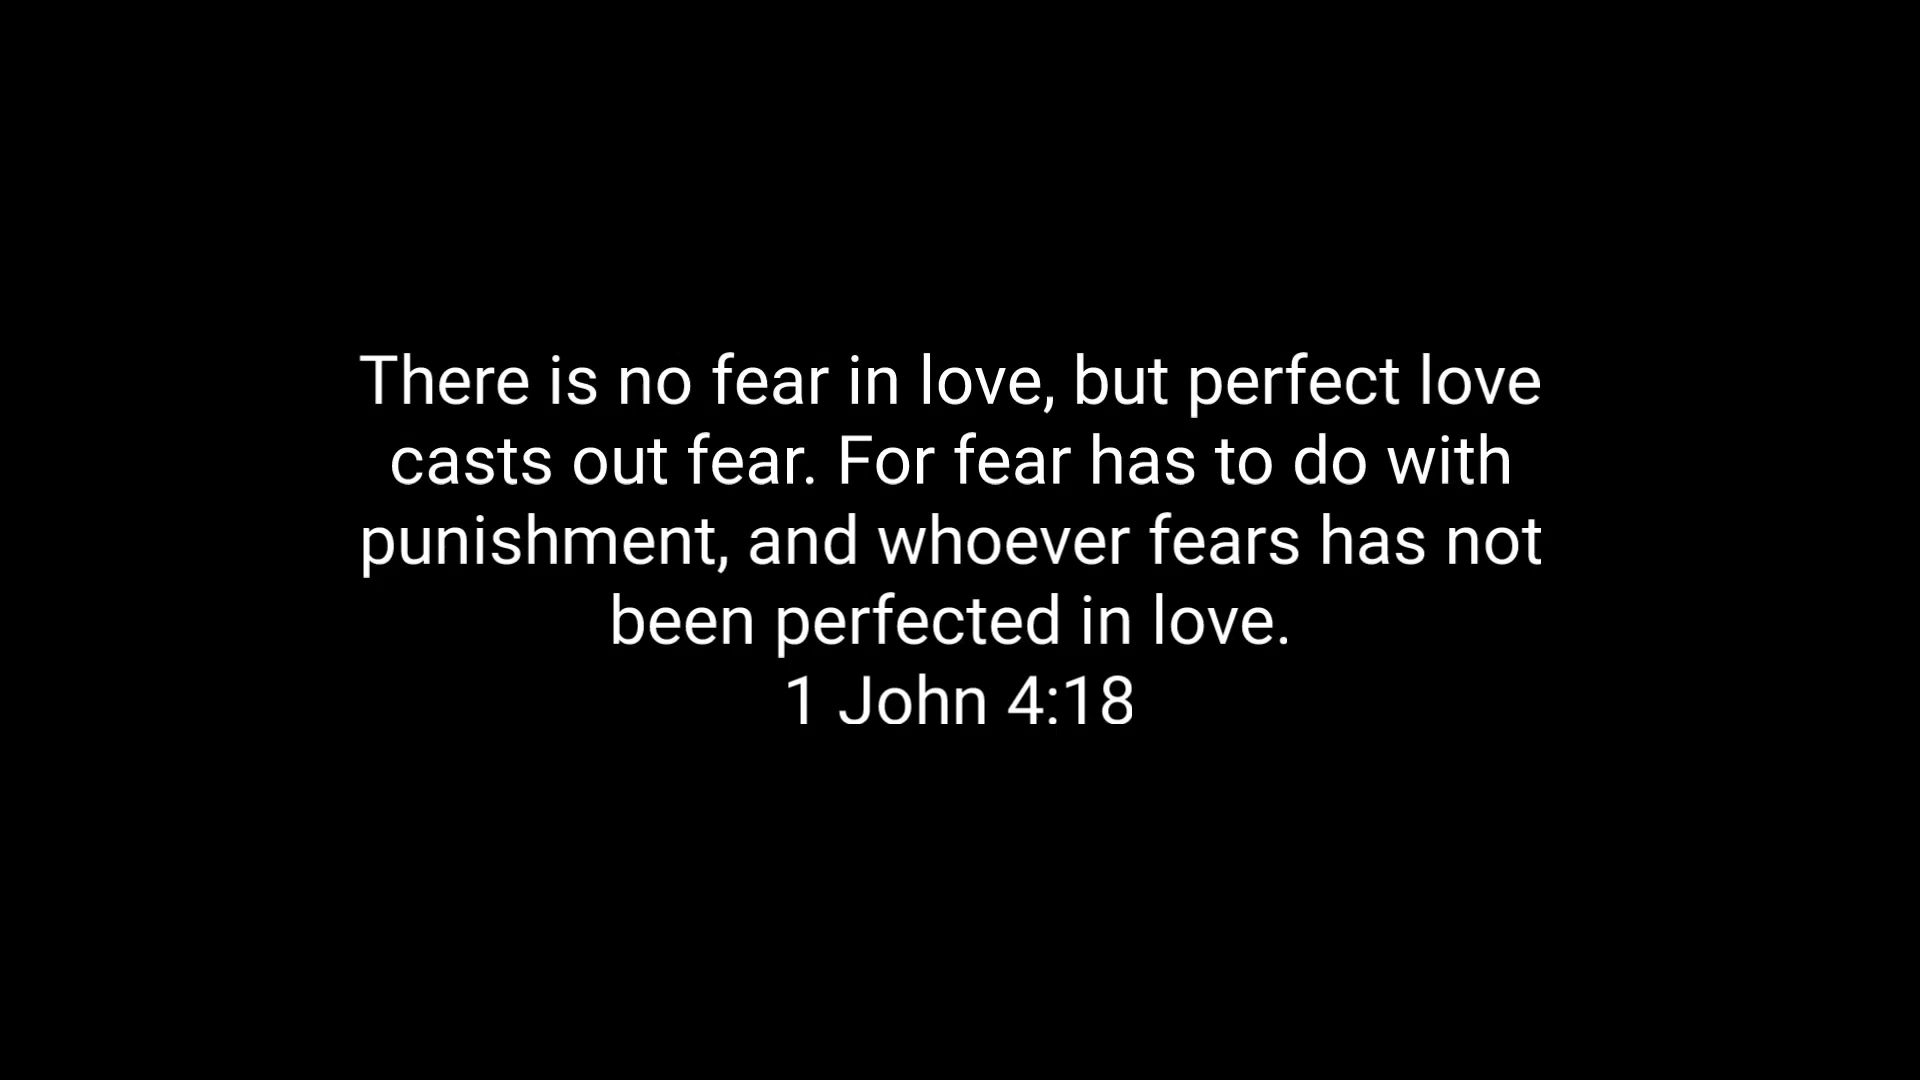 There is no fear in love, but perfect love
casts out fear. For fear has to do with
punishment, and whoever fears has not
been perfected in love.
1 John 4:18